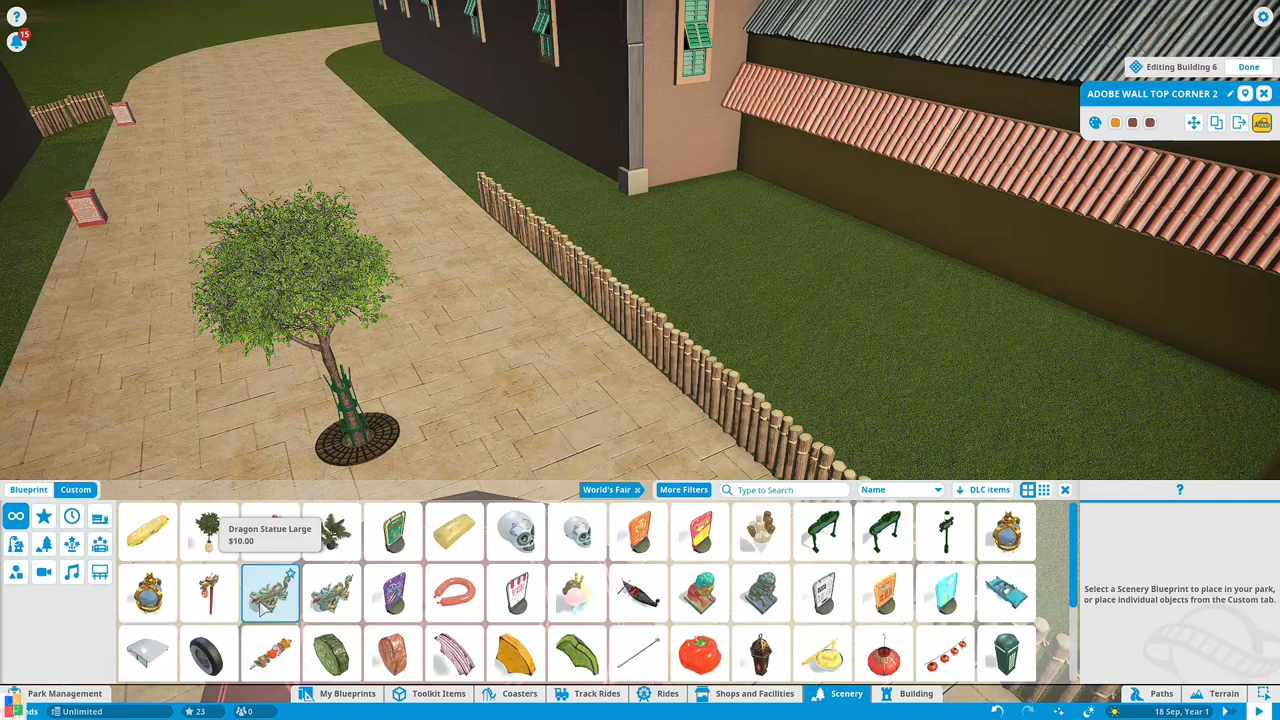 ?
15
Editing Building 6
Done
ADOBE WALL TOP CORNER 2
Blueprint
Custom
World's Fair
More Filters
Type to Search
Name
DLC items
?
Dragon Statue Large
$10.00
Select a Scenery Blueprint to place in your park,
or place individual objects from the Custom tab.
Park Management
My Blueprints
Toolkit Items
Coasters
Track Rides
Rides
Shops and Facilities
Scenery
Building
Paths
Terrain
Unlimited
23
0
18 Sep, Year 1